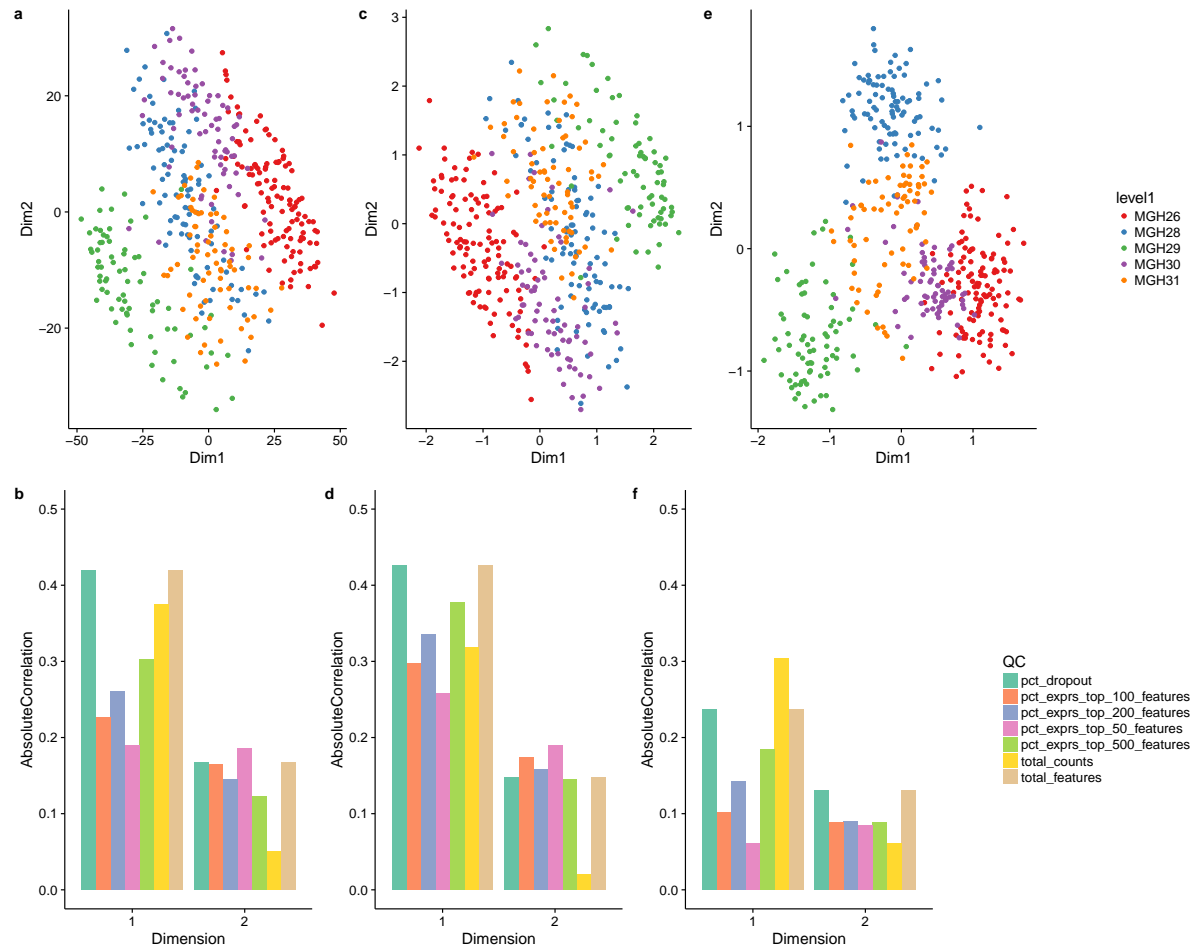 a
20
0
−20
Dim2
−50
−25
0
25
50
Dim1
c
3
2
1
0
−1
−2
Dim2
−2
−1
0
1
2
Dim1
e
1
0
−1
Dim2
−2
−1
0
1
Dim1
level1
MGH26
MGH28
MGH29
MGH30
MGH31
b
0.5
0.4
0.3
0.2
0.1
0.0
AbsoluteCorrelation
1
2
Dimension
d
0.5
0.4
0.3
0.2
0.1
0.0
AbsoluteCorrelation
1
2
Dimension
f
0.5
0.4
0.3
0.2
0.1
0.0
AbsoluteCorrelation
1
2
Dimension
QC
pct_dropout
pct_exprs_top_100_features
pct_exprs_top_200_features
pct_exprs_top_50_features
pct_exprs_top_500_features
total_counts
total_features